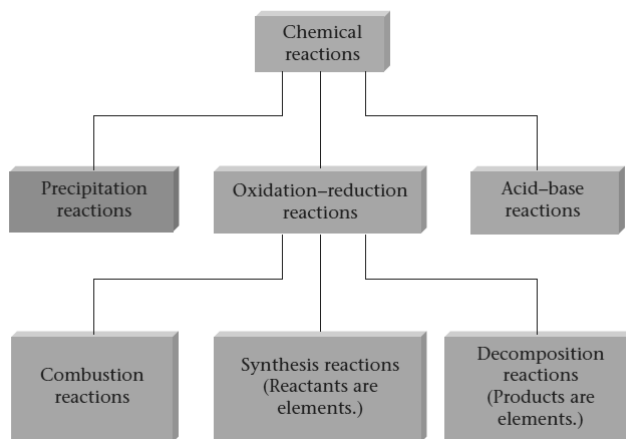 Chemical
reactions
Precipitation
reactions
Oxidation–reduction
reactions
Acid–base
reactions
Combustion
reactions
Synthesis reactions
(Reactants are
elements.)
Decomposition
reactions
(Products are
elements.)